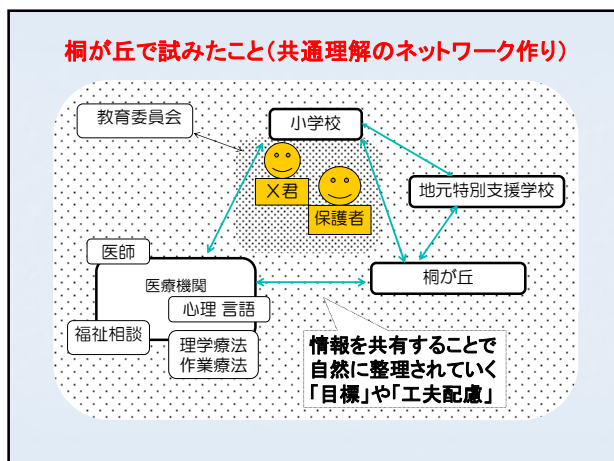 桐が丘で試みたこと(共通理解のネットワーク作り)
教育委員会
小学校
X君
保護者
地元特別支援学校
医師
医療機関
心理 言語
福祉相談
理学療法
作業療法
桐が丘
情報を共有することで
自然に整理されていく
「目標」や「工夫配慮」